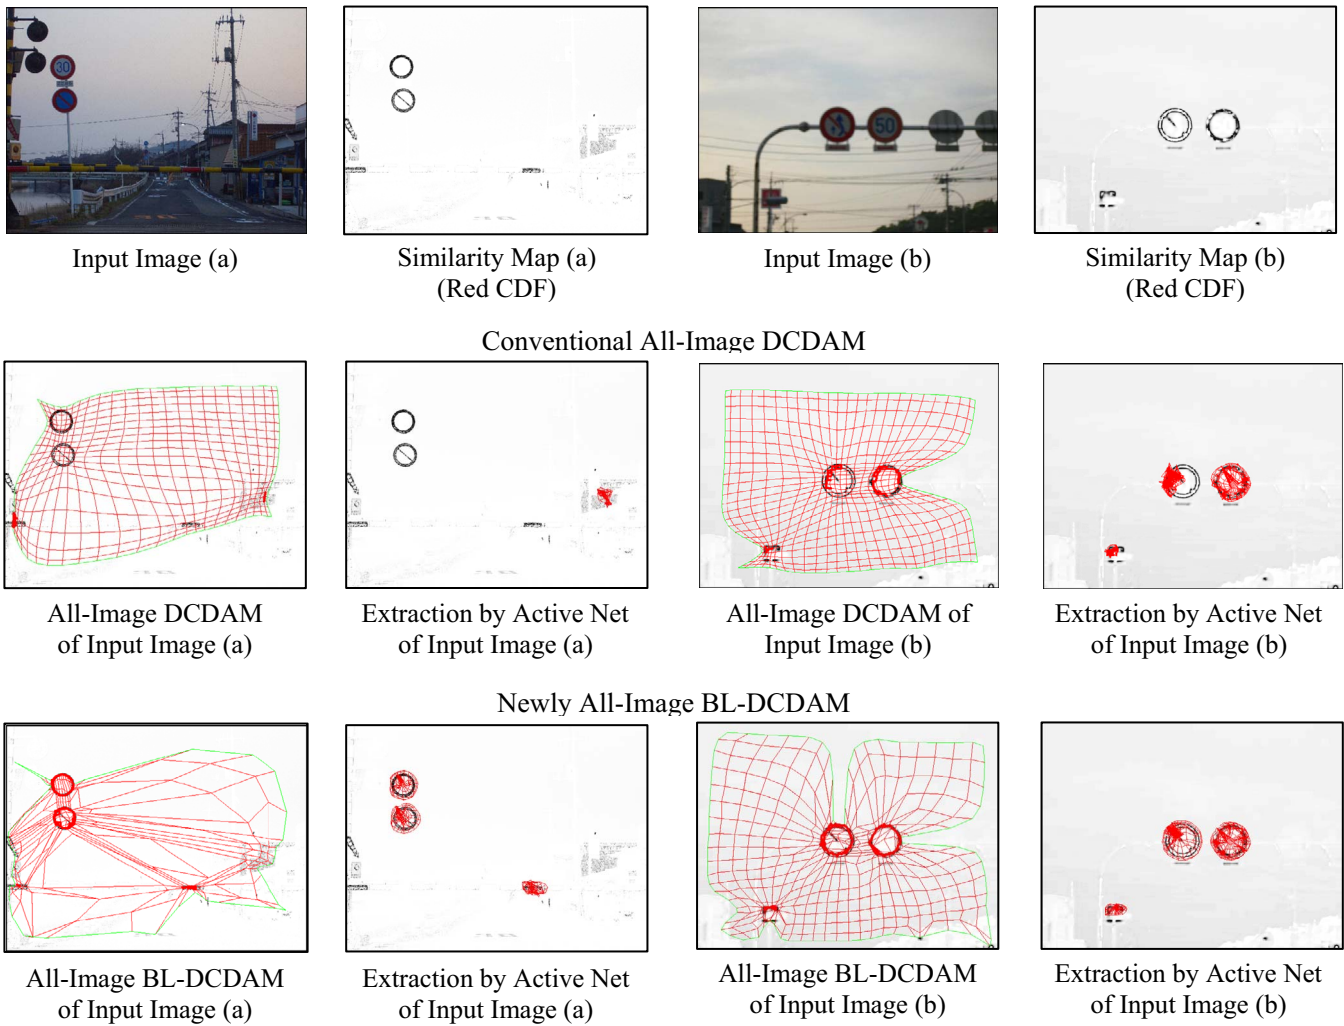 30
50
Input Image (a)
Similarity Map (a)
(Red CDF)
Input Image (b)
Similarity Map (b)
(Red CDF)
Conventional All-Image DCDAM
All-Image DCDAM
of Input Image (a)
Extraction by Active Net
of Input Image (a)
All-Image DCDAM of
Input Image (b)
Extraction by Active Net
of Input Image (b)
Newly All-Image BL-DCDAM
All-Image BL-DCDAM
of Input Image (a)
Extraction by Active Net
of Input Image (a)
All-Image BL-DCDAM
of Input Image (b)
Extraction by Active Net
of Input Image (b)